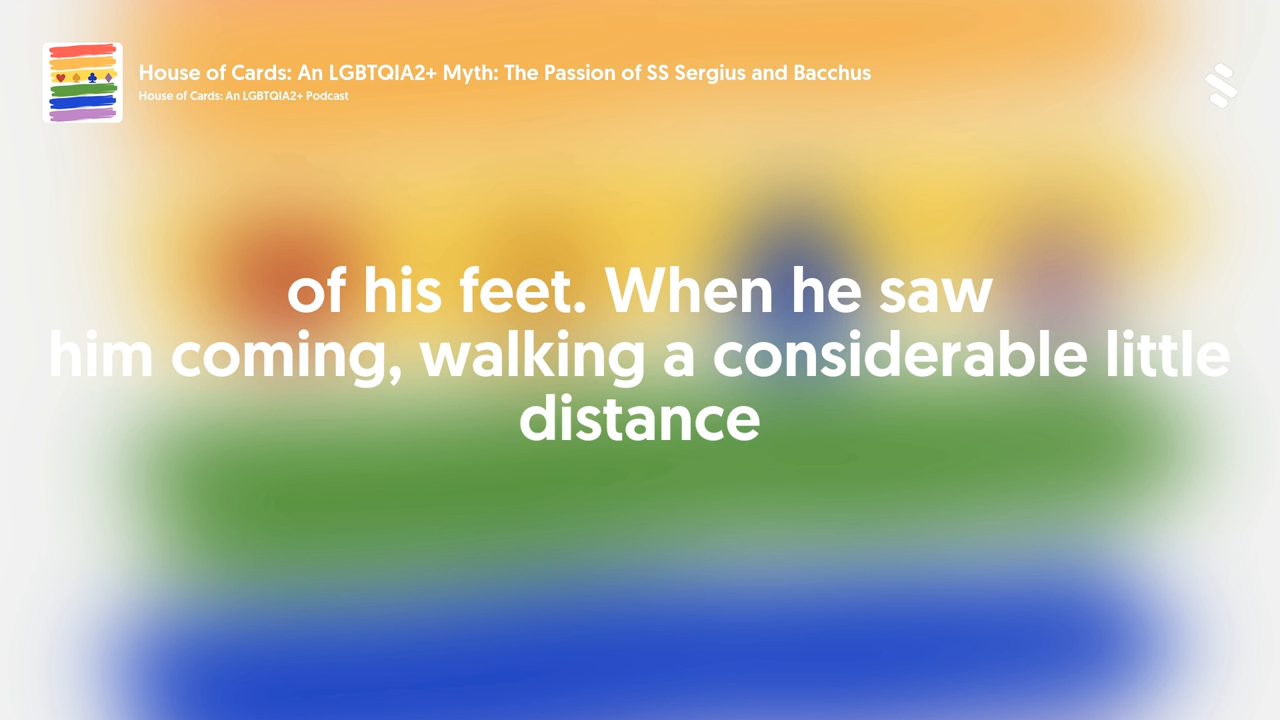 House of Cards: An LGBTQIA2+ Myth: The Passion of SS Sergius and Bacchus
House of Cards: An LGBTQIA2+ Podcast
of his feet. When he saw
him coming, walking a considerable little
distance